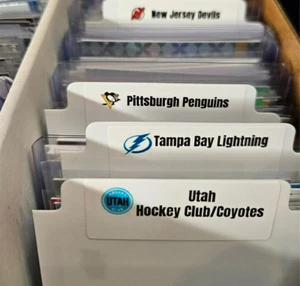 New Jersey Devils
Pittsburgh Penguins
Tampa Bay Lightning
UTAH
Utah
Hockey Club/Coyotes